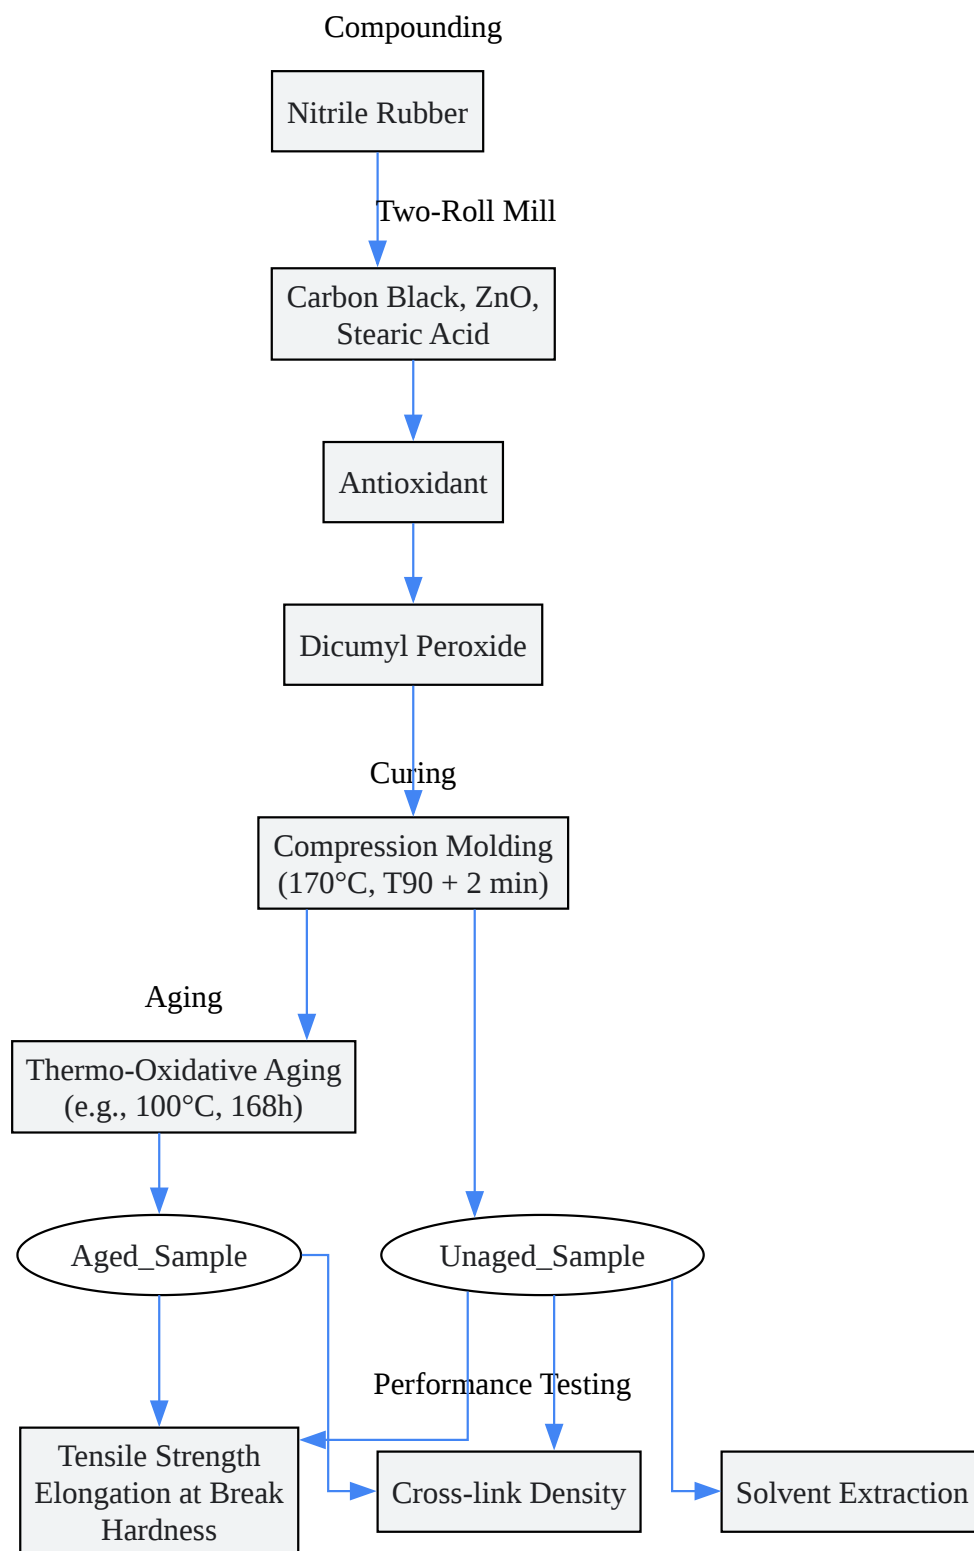 Compounding
Nitrile Rubber
Two-Roll Mill
Carbon Black, ZnO,
Stearic Acid
Antioxidant
Dicumyl Peroxide
Curing
Compression Molding
(170°C, T90 + 2 min)
Aging
Thermo-Oxidative Aging
(e.g., 100°C, 168h)
Aged_Sample
Unaged_Sample
Performance Testing
Tensile Strength
Elongation at Break
Hardness
Cross-link Density
Solvent Extraction